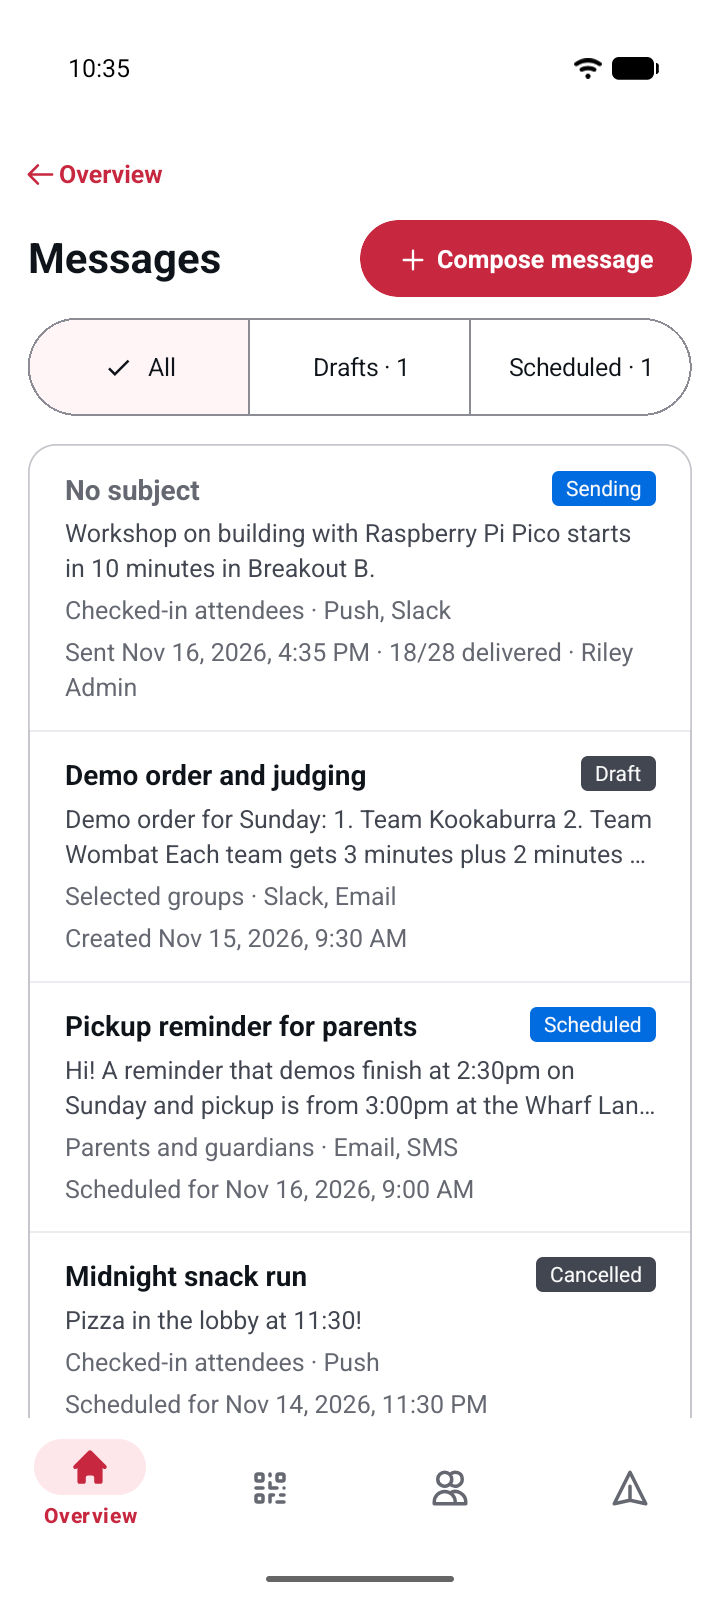 10:35
Overview
Messages
Compose message
All
Drafts · 1
Scheduled · 1
No subject
Sending
Workshop on building with Raspberry Pi Pico starts
in 10 minutes in Breakout B.
Checked-in attendees · Push, Slack
Sent Nov 16, 2026, 4:35 PM · 18/28 delivered · Riley
Admin
Demo order and judging
Draft
Demo order for Sunday: 1. Team Kookaburra 2. Team
Wombat Each team gets 3 minutes plus 2 minutes ...
Selected groups · Slack, Email
Created Nov 15, 2026, 9:30 AM
Pickup reminder for parents
Scheduled
Hi! A reminder that demos finish at 2:30pm on
Sunday and pickup is from 3:00pm at the Wharf Lan...
Parents and guardians · Email, SMS
Scheduled for Nov 16, 2026, 9:00 AM
Midnight snack run
Cancelled
Pizza in the lobby at 11:30!
Checked-in attendees · Push
Scheduled for Nov 14, 2026, 11:30 PM
Overview